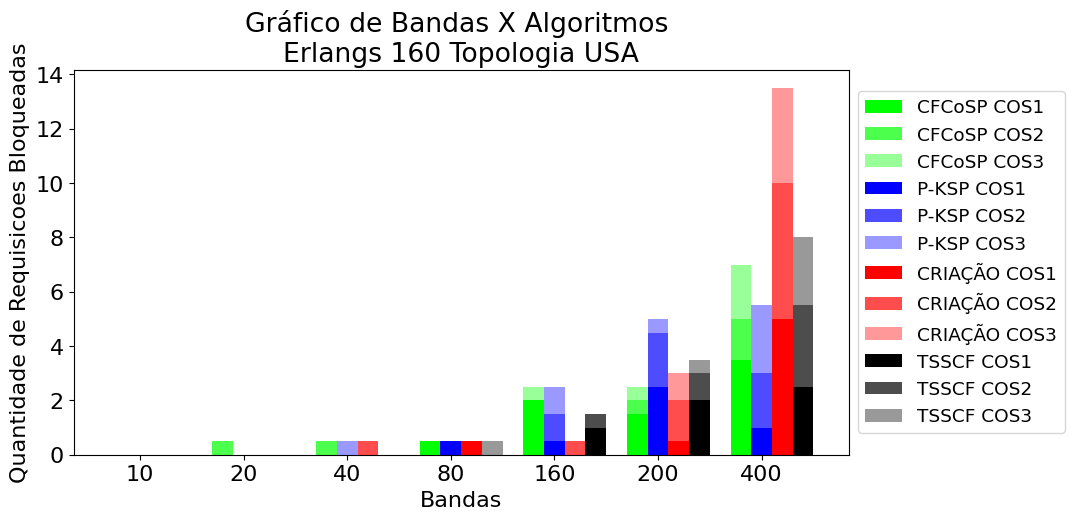 Gráfico de Bandas X Algoritmos
Erlangs 160 Topologia USA
Quantidade de Requisicoes Bloqueadas
14
12
10
8
6
4
2
0
10 20 40 80 160 200 400
Bandas
CFCoSP COS1
CFCoSP COS2
CFCoSP COS3
P-KSP COS1
P-KSP COS2
P-KSP COS3
CRIAÇÃO COS1
CRIAÇÃO COS2
CRIAÇÃO COS3
TSSCF COS1
TSSCF COS2
TSSCF COS3